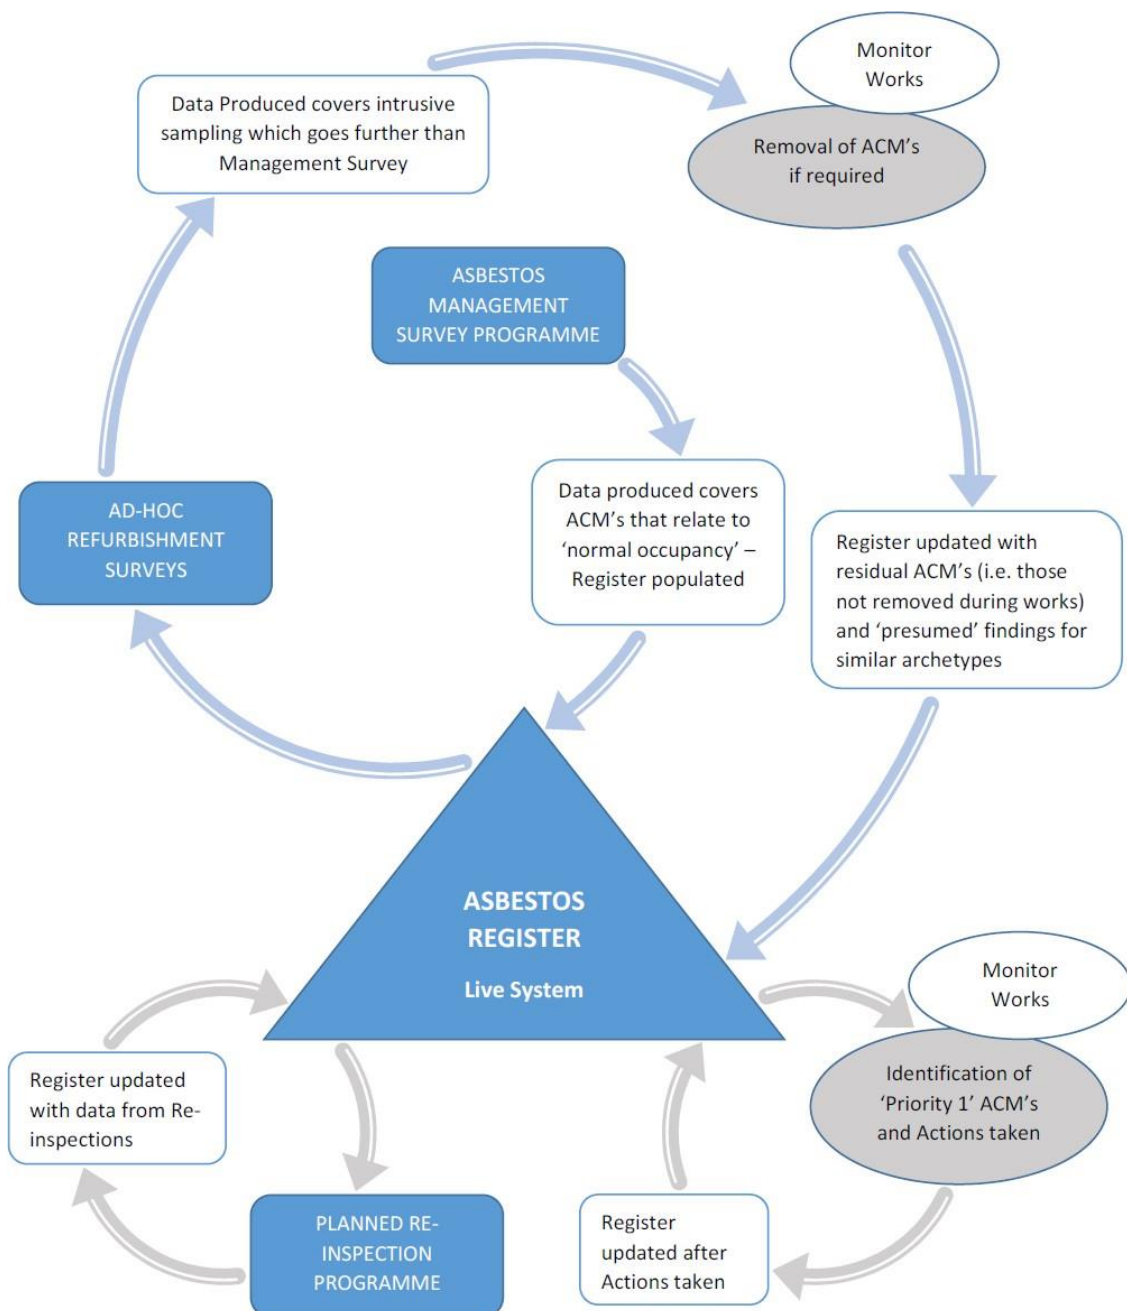 Monitor
Works
Data Produced covers intrusive
sampling which goes further than
Management Survey
Removal of ACM's
if required
ASBESTOS
MANAGEMENT
SURVEY PROGRAMME
Data produced covers
ACM's that relate to
'normal occupancy' –
Register populated
AD-HOC
REFURBISHMENT
SURVEYS
Register updated with
residual ACM's (i.e. those
not removed during works)
and 'presumed' findings for
similar archetypes
ASBESTOS
REGISTER
Live System
Monitor
Works
Identification of
'Priority 1' ACM's
and Actions taken
Register updated
with data from Re-
inspections
PLANNED RE-
INSPECTION
PROGRAMME
Register
updated after
Actions taken